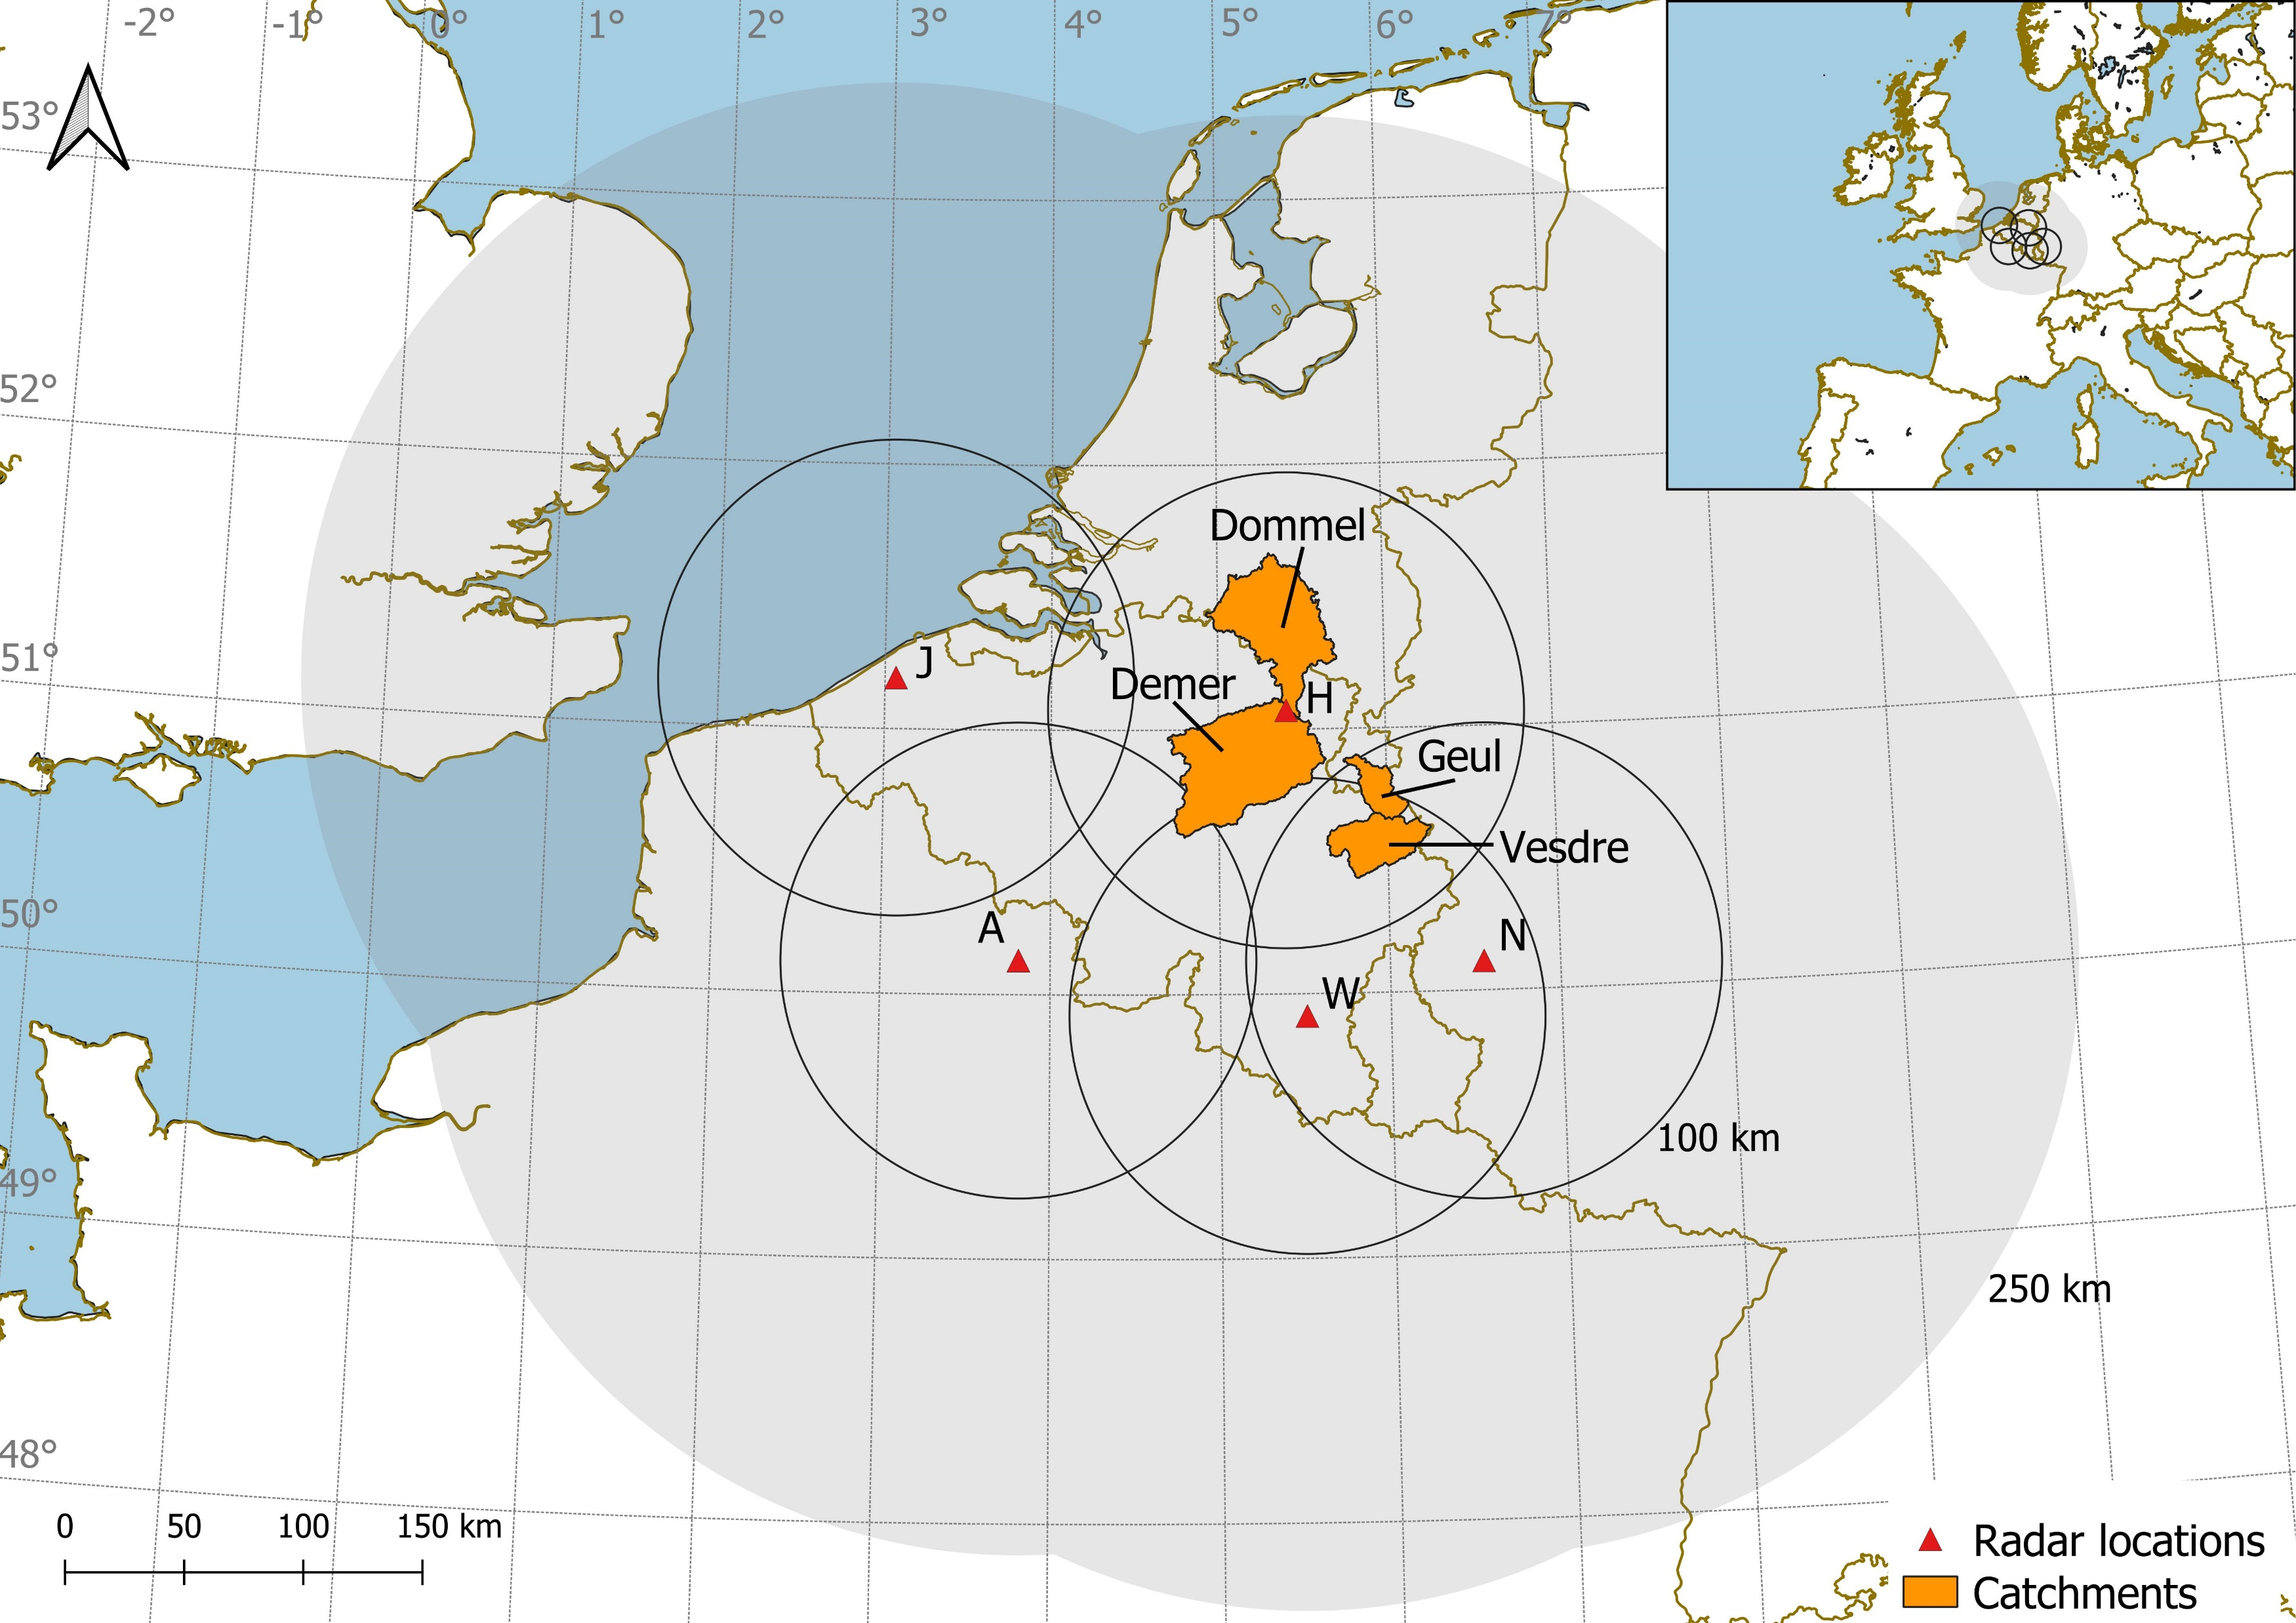 -2° -1° 0° 1° 2° 3° 4° 5° 6° 7°
53°
52°
51°
50°
49°
48°
Dommel
J
Demer
H
Geul
Vesdre
A
N
W
100 km
250 km
0 50 100 150 km
Radar locations
Catchments